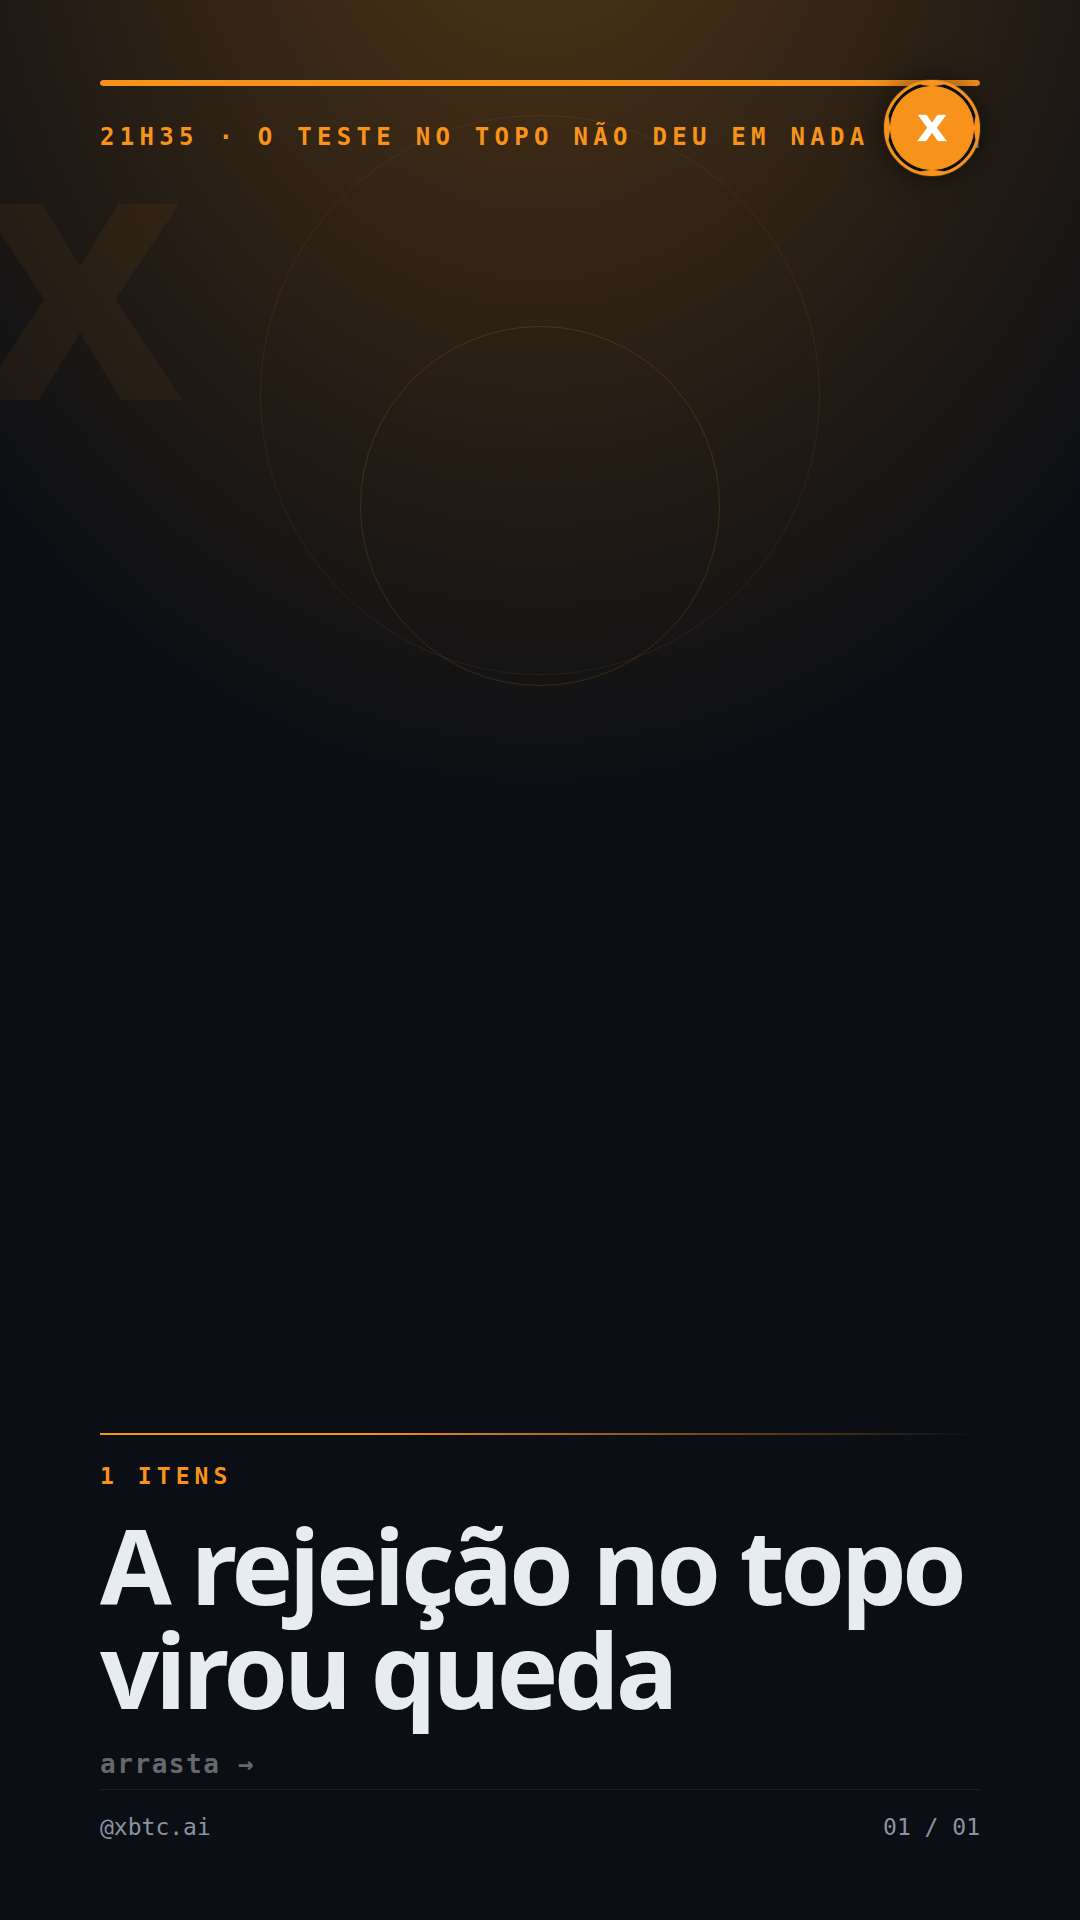 21H35 · O TESTE NO TOPO NÃO DEU EM NADA
X
X
1 ITENS
A rejeição no topo
virou queda
arrasta →
@xbtc.ai
01 / 01